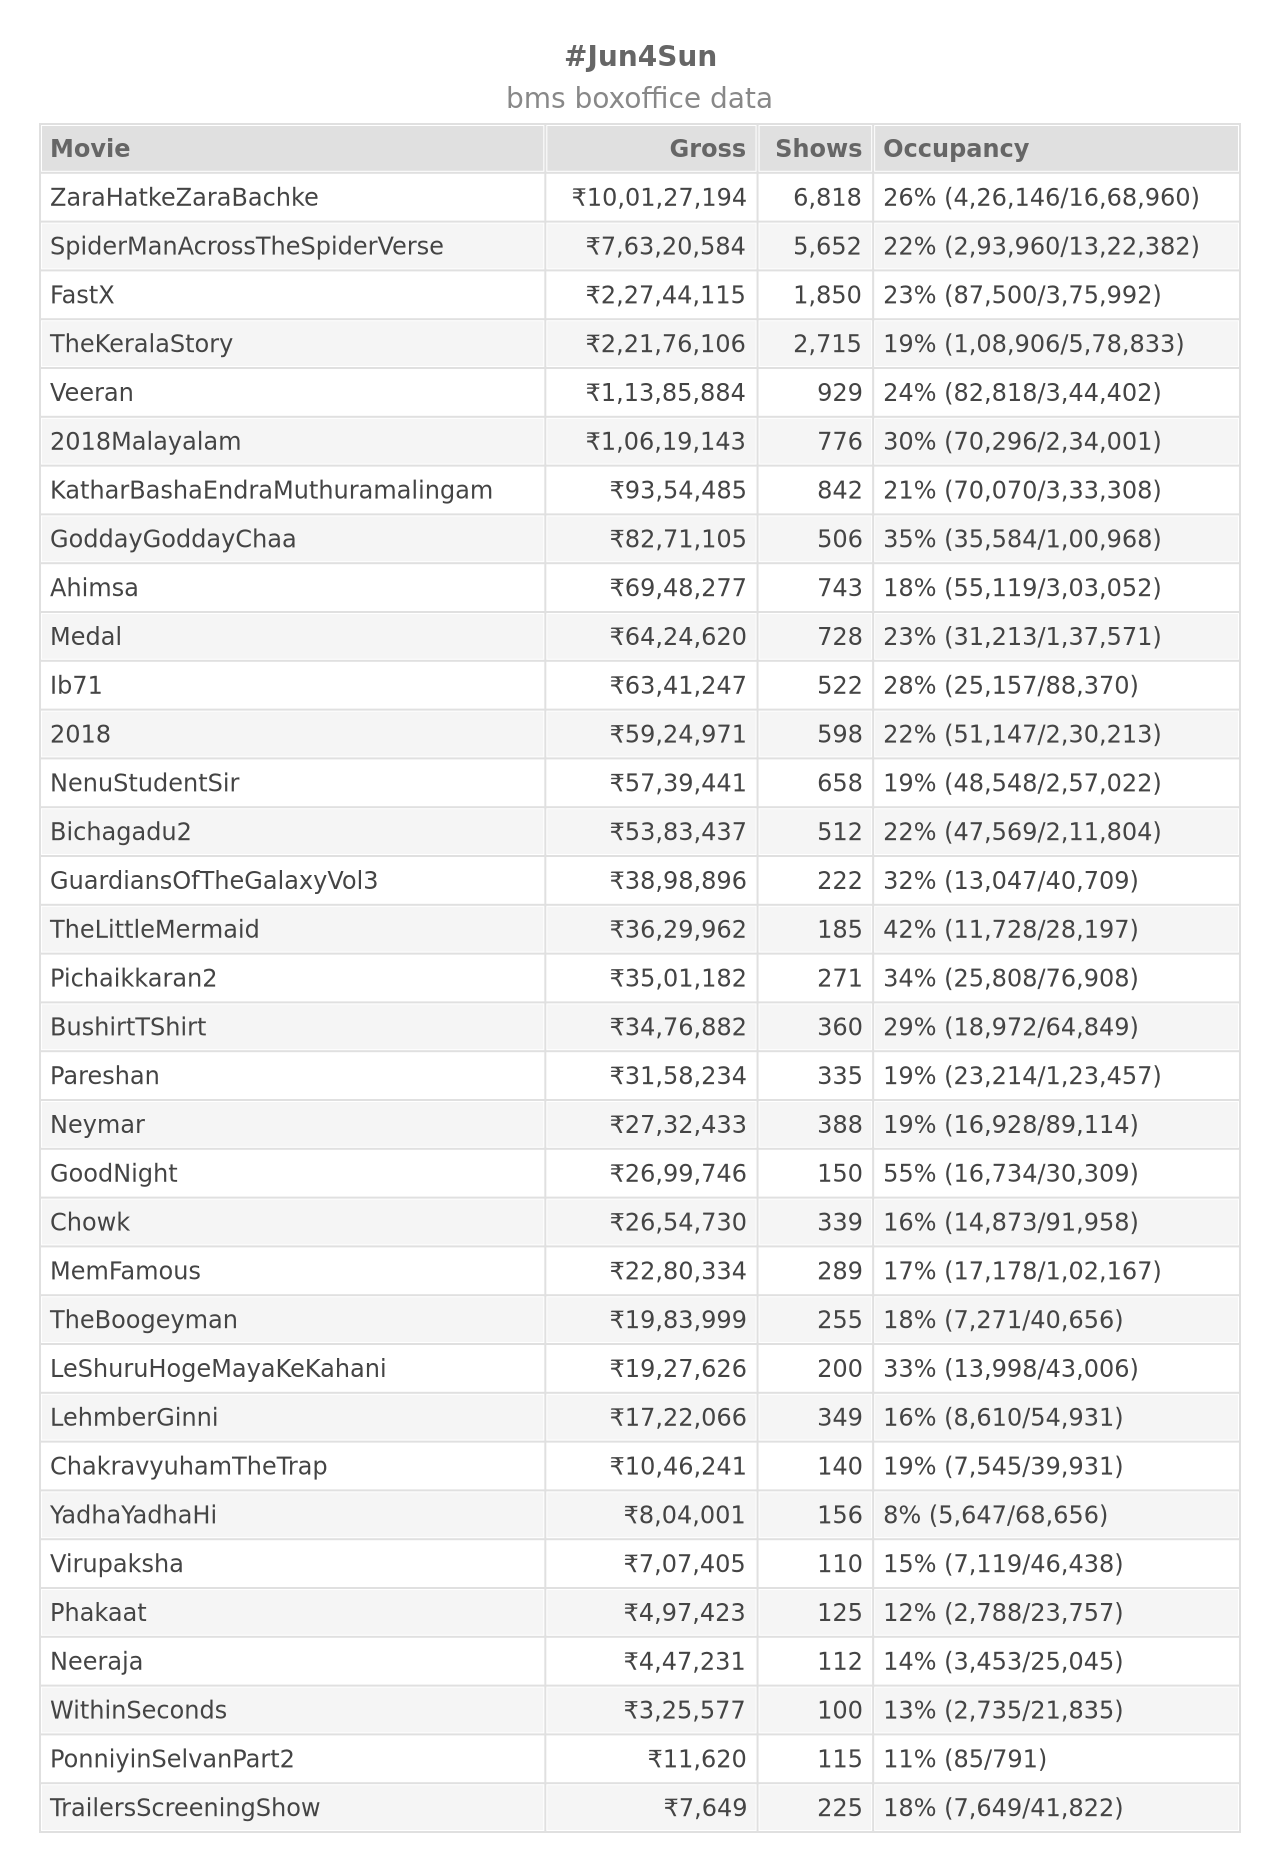 #Jun4Sun
bms boxoffice data
Movie Gross Shows Occupancy
ZaraHatkeZaraBachke ₹10,01,27,194 6,818 26% (4,26,146/16,68,960)
SpiderManAcrossTheSpiderVerse ₹7,63,20,584 5,652 22% (2,93,960/13,22,382)
FastX ₹2,27,44,115 1,850 23% (87,500/3,75,992)
TheKeralaStory ₹2,21,76,106 2,715 19% (1,08,906/5,78,833)
Veeran ₹1,13,85,884 929 24% (82,818/3,44,402)
2018Malayalam ₹1,06,19,143 776 30% (70,296/2,34,001)
KatharBashaEndraMuthuramalingam ₹93,54,485 842 21% (70,070/3,33,308)
GoddayGoddayChaa ₹82,71,105 506 35% (35,584/1,00,968)
Ahimsa ₹69,48,277 743 18% (55,119/3,03,052)
Medal ₹64,24,620 728 23% (31,213/1,37,571)
Ib71 ₹63,41,247 522 28% (25,157/88,370)
2018 ₹59,24,971 598 22% (51,147/2,30,213)
NenuStudentSir ₹57,39,441 658 19% (48,548/2,57,022)
Bichagadu2 ₹53,83,437 512 22% (47,569/2,11,804)
GuardiansOfTheGalaxyVol3 ₹38,98,896 222 32% (13,047/40,709)
TheLittleMermaid ₹36,29,962 185 42% (11,728/28,197)
Pichaikkaran2 ₹35,01,182 271 34% (25,808/76,908)
BushirtTShirt ₹34,76,882 360 29% (18,972/64,849)
Pareshan ₹31,58,234 335 19% (23,214/1,23,457)
Neymar ₹27,32,433 388 19% (16,928/89,114)
GoodNight ₹26,99,746 150 55% (16,734/30,309)
Chowk ₹26,54,730 339 16% (14,873/91,958)
MemFamous ₹22,80,334 289 17% (17,178/1,02,167)
TheBoogeyman ₹19,83,999 255 18% (7,271/40,656)
LeShuruHogeMayaKeKahani ₹19,27,626 200 33% (13,998/43,006)
LehmberGinni ₹17,22,066 349 16% (8,610/54,931)
ChakravyuhamTheTrap ₹10,46,241 140 19% (7,545/39,931)
YadhaYadhaHi ₹8,04,001 156 8% (5,647/68,656)
Virupaksha ₹7,07,405 110 15% (7,119/46,438)
Phakaat ₹4,97,423 125 12% (2,788/23,757)
Neeraja ₹4,47,231 112 14% (3,453/25,045)
WithinSeconds ₹3,25,577 100 13% (2,735/21,835)
PonniyinSelvanPart2 ₹11,620 115 11% (85/791)
TrailersScreeningShow ₹7,649 225 18% (7,649/41,822)